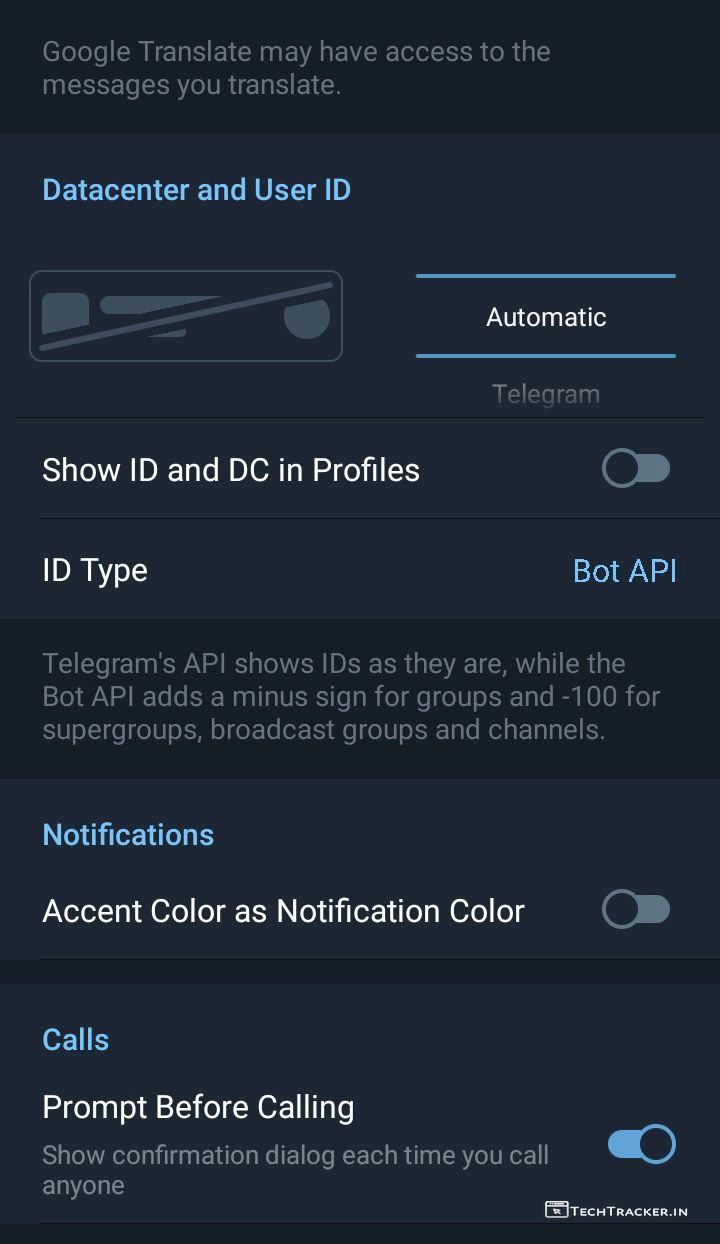 Google Translate may have access to the
messages you translate.
Datacenter and User ID
Automatic
Telegram
Show ID and DC in Profiles
ID Type
Bot API
Telegram's API shows IDs as they are, while the
Bot API adds a minus sign for groups and -100 for
supergroups, broadcast groups and channels.
Notifications
Accent Color as Notification Color
Calls
Prompt Before Calling
Show confirmation dialog each time you call
anyone
TECHTRACKER.IN